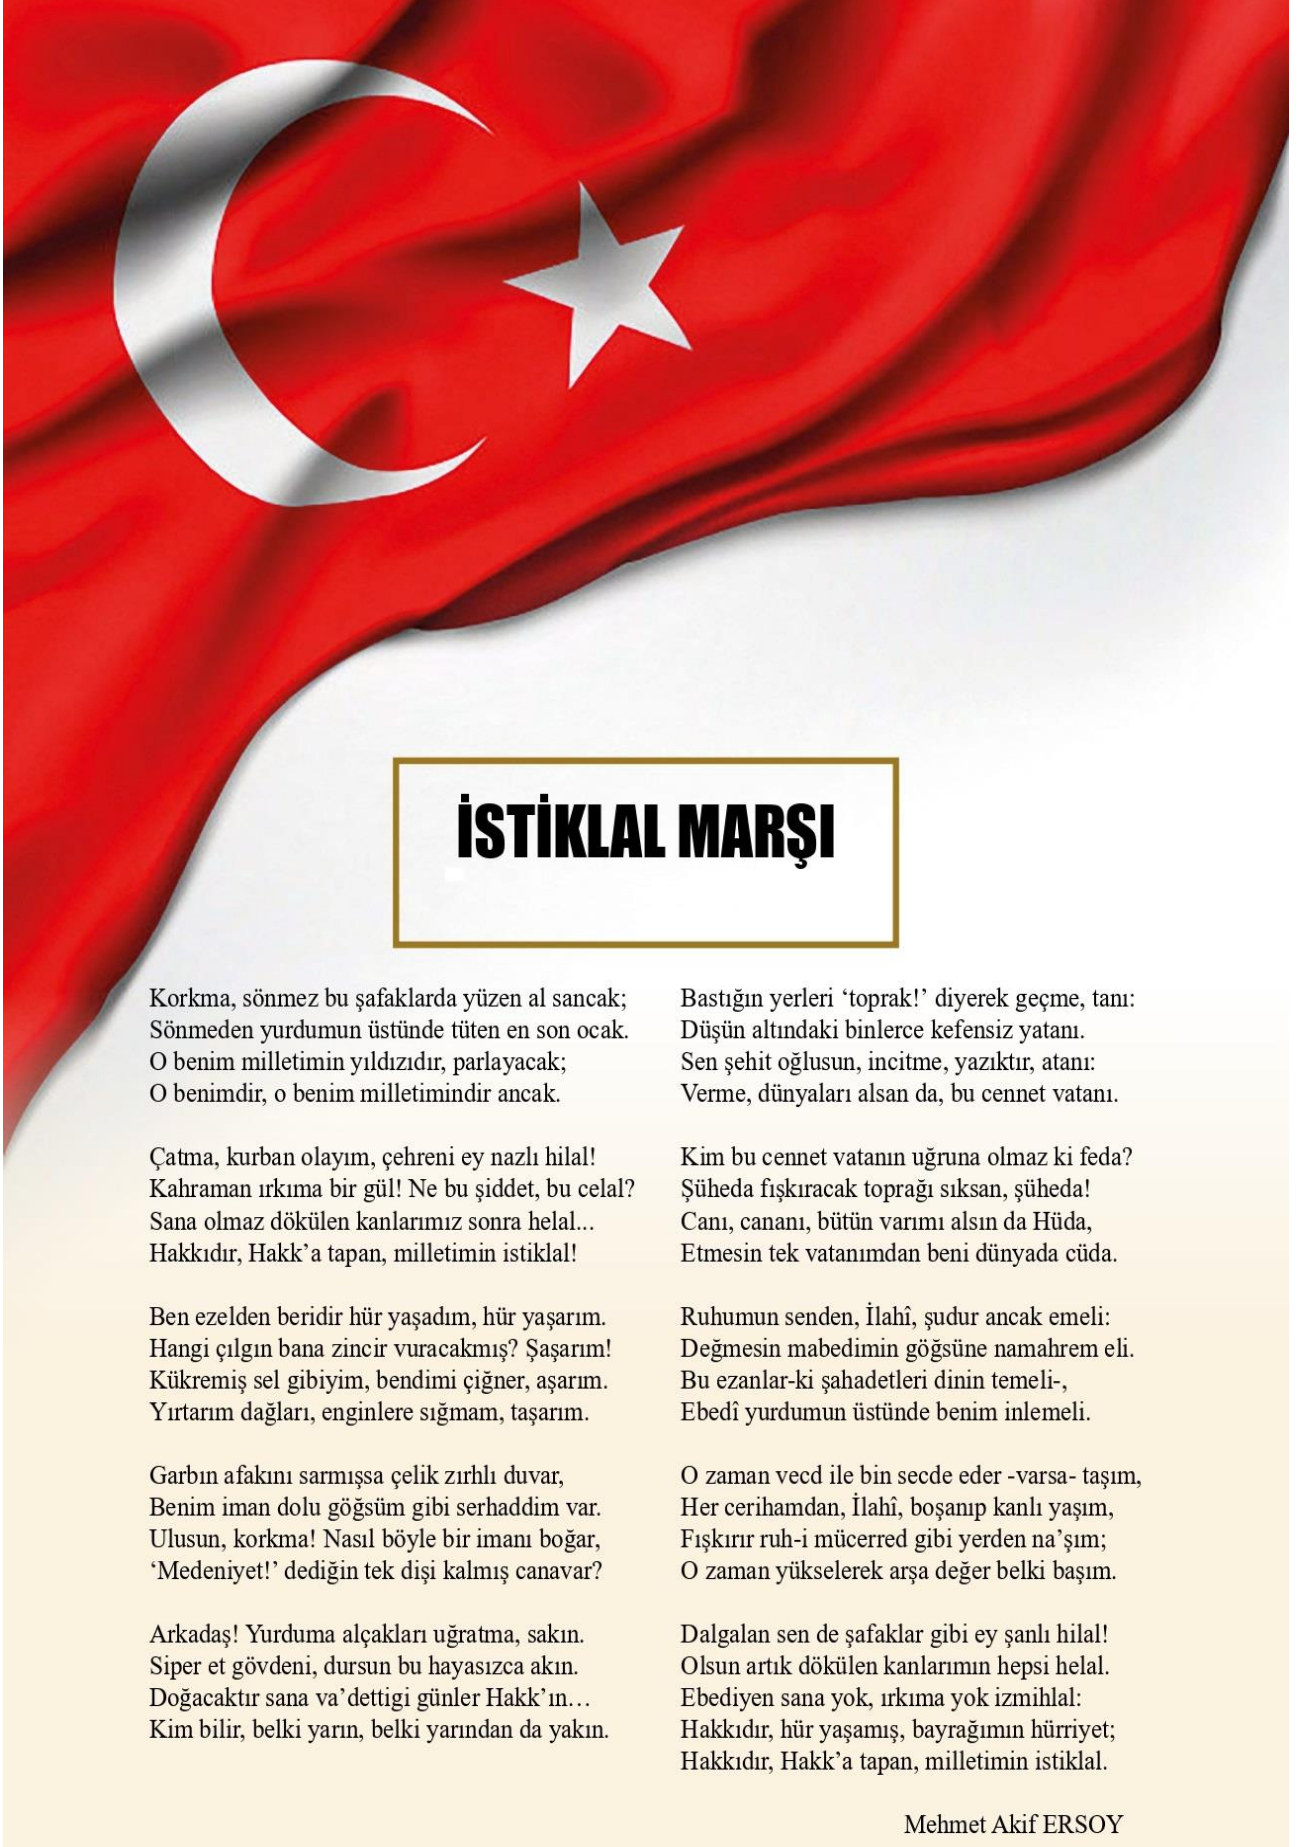 İSTİKLAL MARŞI
Korkma, sönmez bu şafaklarda yüzen al sancak;
Sönmeden yurdumun üstünde tüten en son ocak.
O benim milletimin yıldızıdır, parlayacak;
O benimdir, o benim milletimindir ancak.
Çatma, kurban olayım, çehreni ey nazlı hilal!
Kahraman ırkıma bir gül! Ne bu şiddet, bu celal?
Sana olmaz dökülen kanlarımız sonra helal...
Hakkıdır, Hakk’a tapan, milletimin istiklal!
Ben ezelden beridir hür yaşadım, hür yaşarım.
Hangi çılgın bana zincir vuracakmış? Şaşarım!
Kükremiş sel gibiyim, bendimi çiğner, aşarım.
Yırtarım dağları, enginlere sığmam, taşarım.
Garbın afakını sarmışsa çelik zırhlı duvar,
Benim iman dolu göğsüm gibi serhaddim var.
Ulusun, korkma! Nasıl böyle bir imanı boğar,
‘Medeniyet!’ dediğin tek dişi kalmış canavar?
Arkadaş! Yurduma alçakları uğratma, sakın.
Siper et gövdeni, dursun bu hayasızca akın.
Doğacaktır sana va’dettigi günler Hakk’ın…
Kim bilir, belki yarın, belki yarından da yakın.
Bastığın yerleri ‘toprak!’ diyerek geçme, tanı:
Düşün altındaki binlerce kefensiz yatanı.
Sen şehit oğlusun, incitme, yazıktır, atanı:
Verme, dünyaları alsan da, bu cennet vatanı.
Kim bu cennet vatanın uğruna olmaz ki feda?
Şüheda fışkıracak toprağı sıksan, şüheda!
Canı, cananı, bütün varımı alsın da Hüda,
Etmesin tek vatanımdan beni dünyada cüda.
Ruhumun senden, İlahî, şudur ancak emeli:
Değmesin mabedimin göğsüne namahrem eli.
Bu ezanlar-ki şahadetleri dinin temeli-,
Ebedî yurdumun üstünde benim inlemeli.
O zaman vecd ile bin secde eder -varsa- taşım,
Her cerihamdan, İlahî, boşanıp kanlı yaşım,
Fışkırır ruh-i mücerred gibi yerden na’şım;
O zaman yükselerek arşa değer belki başım.
Dalgalan sen de şafaklar gibi ey şanlı hilal!
Olsun artık dökülen kanlarımın hepsi helal.
Ebediyen sana yok, ırkıma yok izmihlal:
Hakkıdır, hür yaşamış, bayrağımın hürriyet;
Hakkıdır, Hakk’a tapan, milletimin istiklal.
Mehmet Akif ERSOY